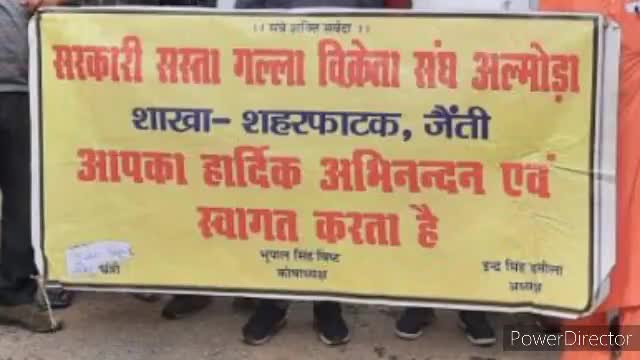 ।। संघे शक्ति सर्वदा ।।
सरकारी सस्ता गल्ला विक्रेता संघ अल्मोड़ा
शाखा- शहरफाटक, जैंती
आपका हार्दिक अभिनन्दन एवं
स्वागत करता है
भूपाल सिंह बिष्ट
कोषाध्यक्ष
इन्द्र सिंह
अध्यक्ष
मंत्री
PowerDirector